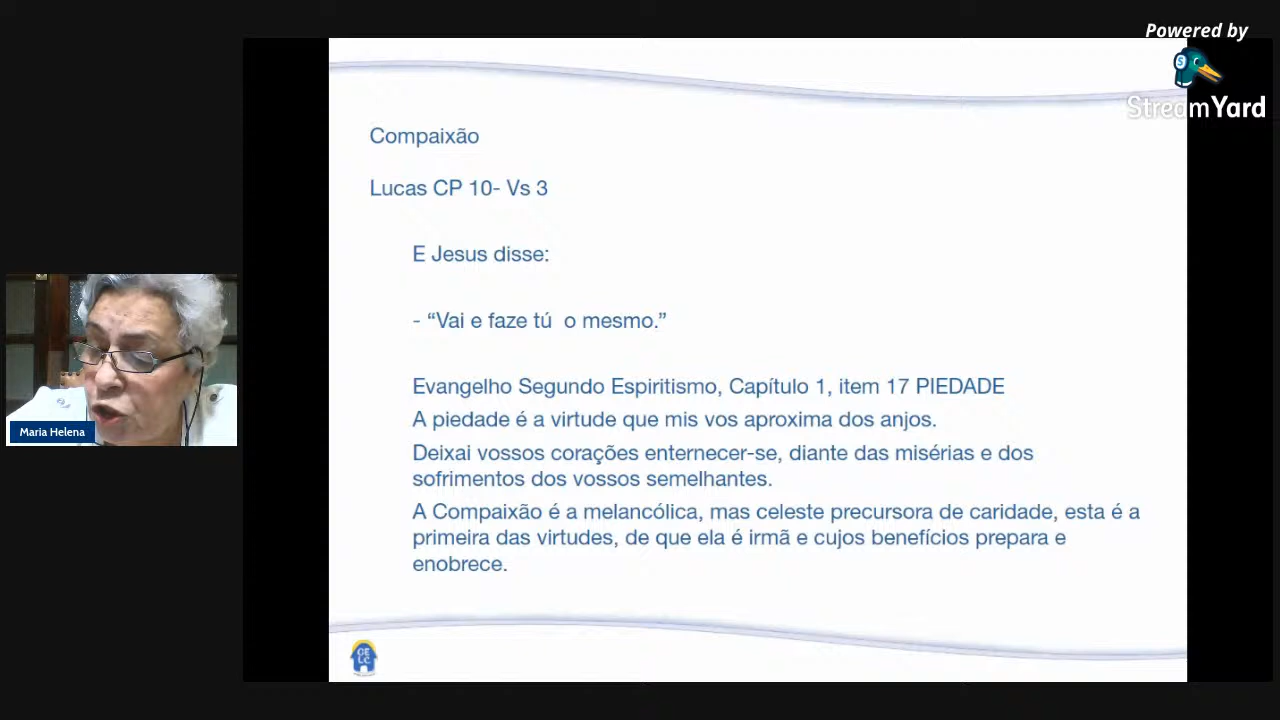 Powered by
StreamYard
Compaixão
Lucas CP 10- Vs 3
E Jesus disse:
- “Vai e faze tú o mesmo.”
Evangelho Segundo Espiritismo, Capítulo 1, item 17 PIEDADE
A piedade é a virtude que mis vos aproxima dos anjos.
Deixai vossos corações enternecer-se, diante das misérias e dos
sofrimentos dos vossos semelhantes.
A Compaixão é a melancólica, mas celeste precursora de caridade, esta é a
primeira das virtudes, de que ela é irmã e cujos benefícios prepara e
enobrece.
Maria Helena
CE
LC